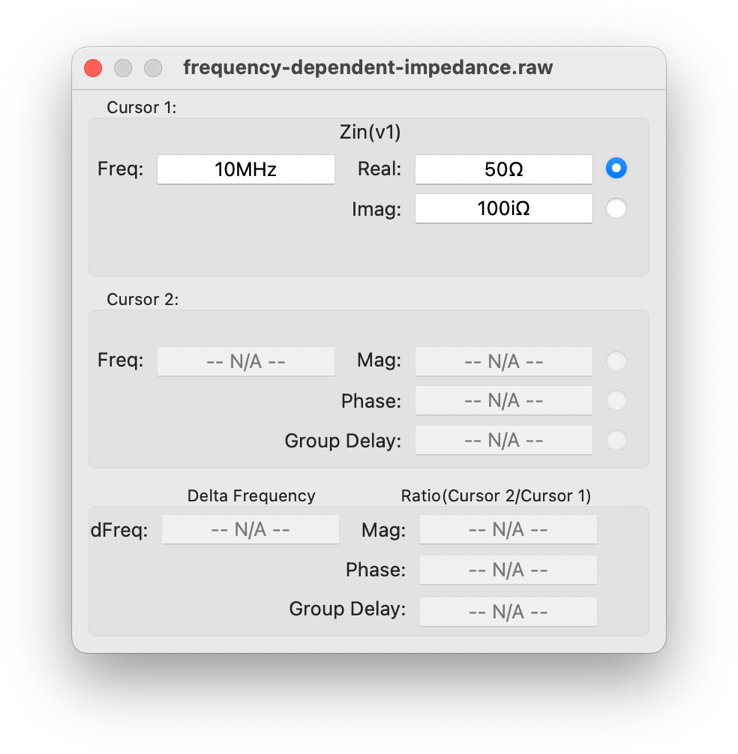 frequency-dependent-impedance.raw
Cursor 1:
Zin(v1)
Freq: 10MHz Real: 50Ω
Imag: 100iΩ
Cursor 2:
Freq: -- N/A -- Mag: -- N/A --
Phase: -- N/A --
Group Delay: -- N/A --
Delta Frequency Ratio(Cursor 2/Cursor 1)
dFreq: -- N/A -- Mag: -- N/A --
Phase: -- N/A --
Group Delay: -- N/A --